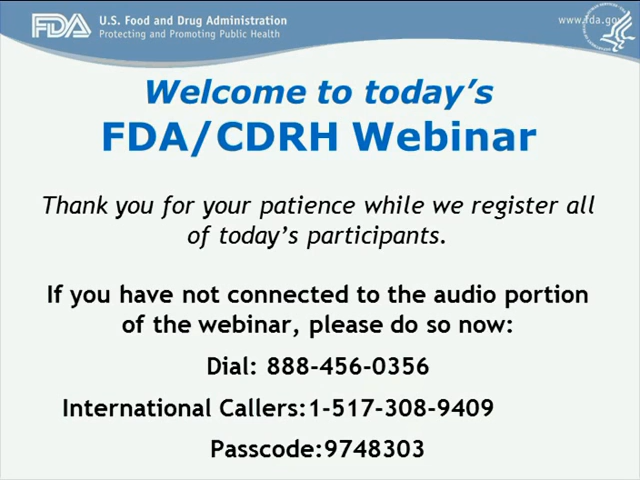 FDA U.S. Food and Drug Administration
Protecting and Promoting Public Health
www.fda.gov
Welcome to today's
FDA/CDRH Webinar
Thank you for your patience while we register all
of today's participants.
If you have not connected to the audio portion
of the webinar, please do so now:
Dial: 888-456-0356
International Callers:1-517-308-9409
Passcode:9748303